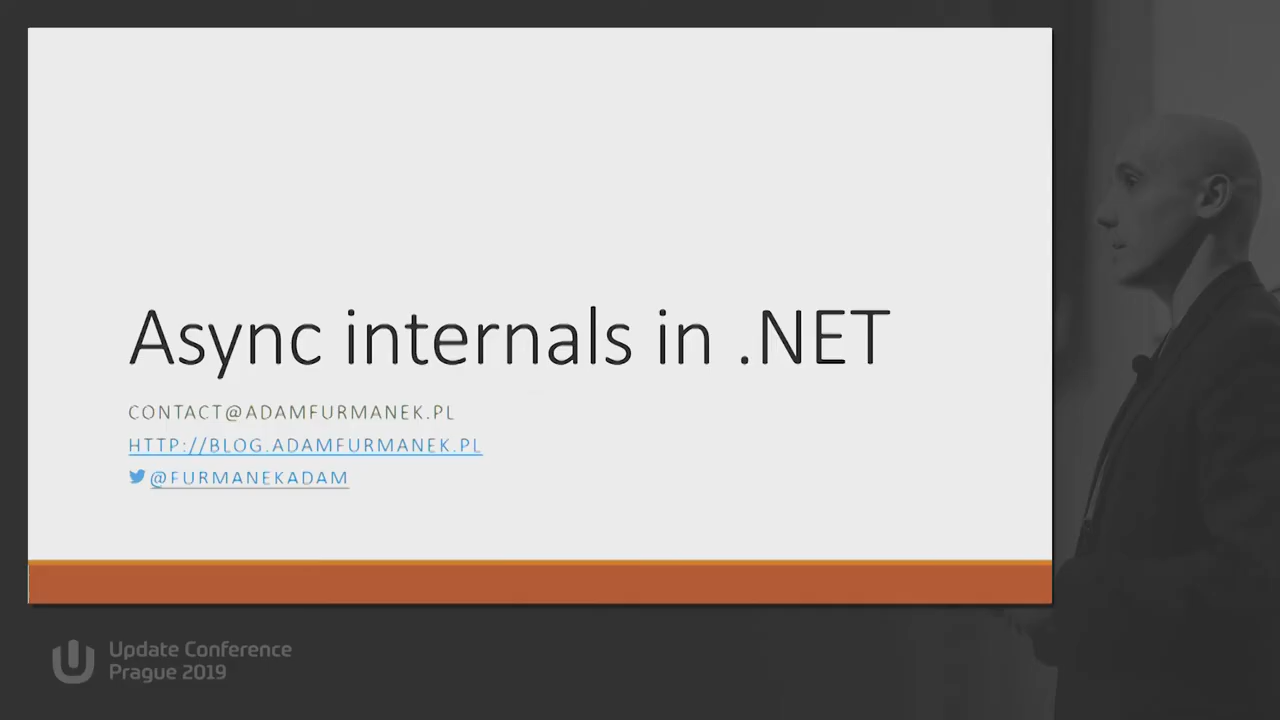 Async internals in .NET
CONTACT@ADAMFURMANEK.PL
HTTP://BLOG.ADAMFURMANEK.PL
@FURMANEKADAM
Update Conference
Prague 2019